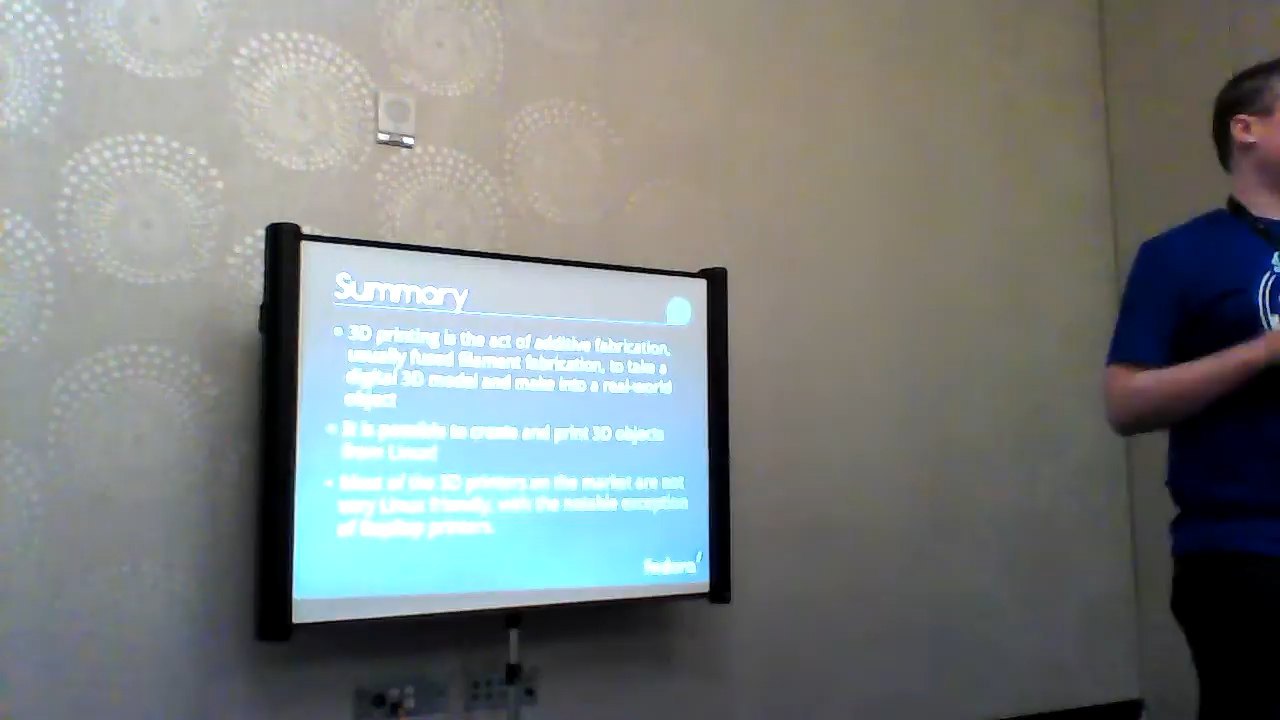 Summary
3D printing is the act of additive fabrication,
usually fused filament fabrication, to take a
digital 3D model and make into a real-world
object
It is possible to create and print 3D objects
from Linux!
Most of the 3D printers on the market are not
very Linux friendly, with the notable exception
of RepRap printers.
fedora